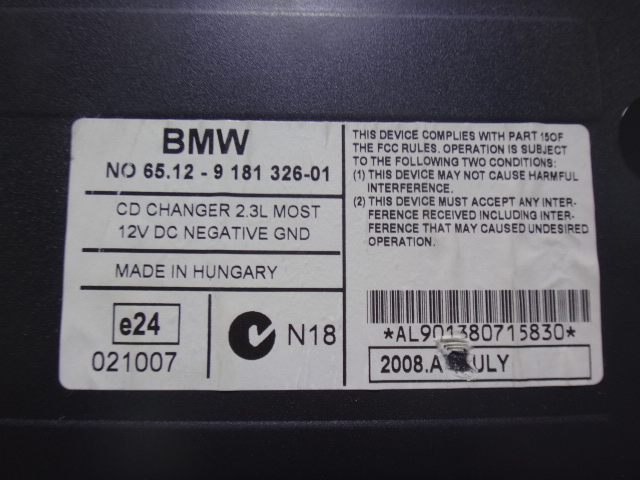 BMW
NO 65.12 - 9 181 326-01
CD CHANGER 2.3L MOST
12V DC NEGATIVE GND
MADE IN HUNGARY
e24
021007
N18
THIS DEVICE COMPLIES WITH PART 15OF
THE FCC RULES. OPERATION IS SUBJECT
TO THE FOLLOWING TWO CONDITIONS:
(1) THIS DEVICE MAY NOT CAUSE HARMFUL
INTERFERENCE.
(2) THIS DEVICE MUST ACCEPT ANY INTER-
FERENCE RECEIVED INCLUDING INTER-
FERENCE THAT MAY CAUSED UNDESIRED
OPERATION.
*AL901380715830*
2008.A ULY